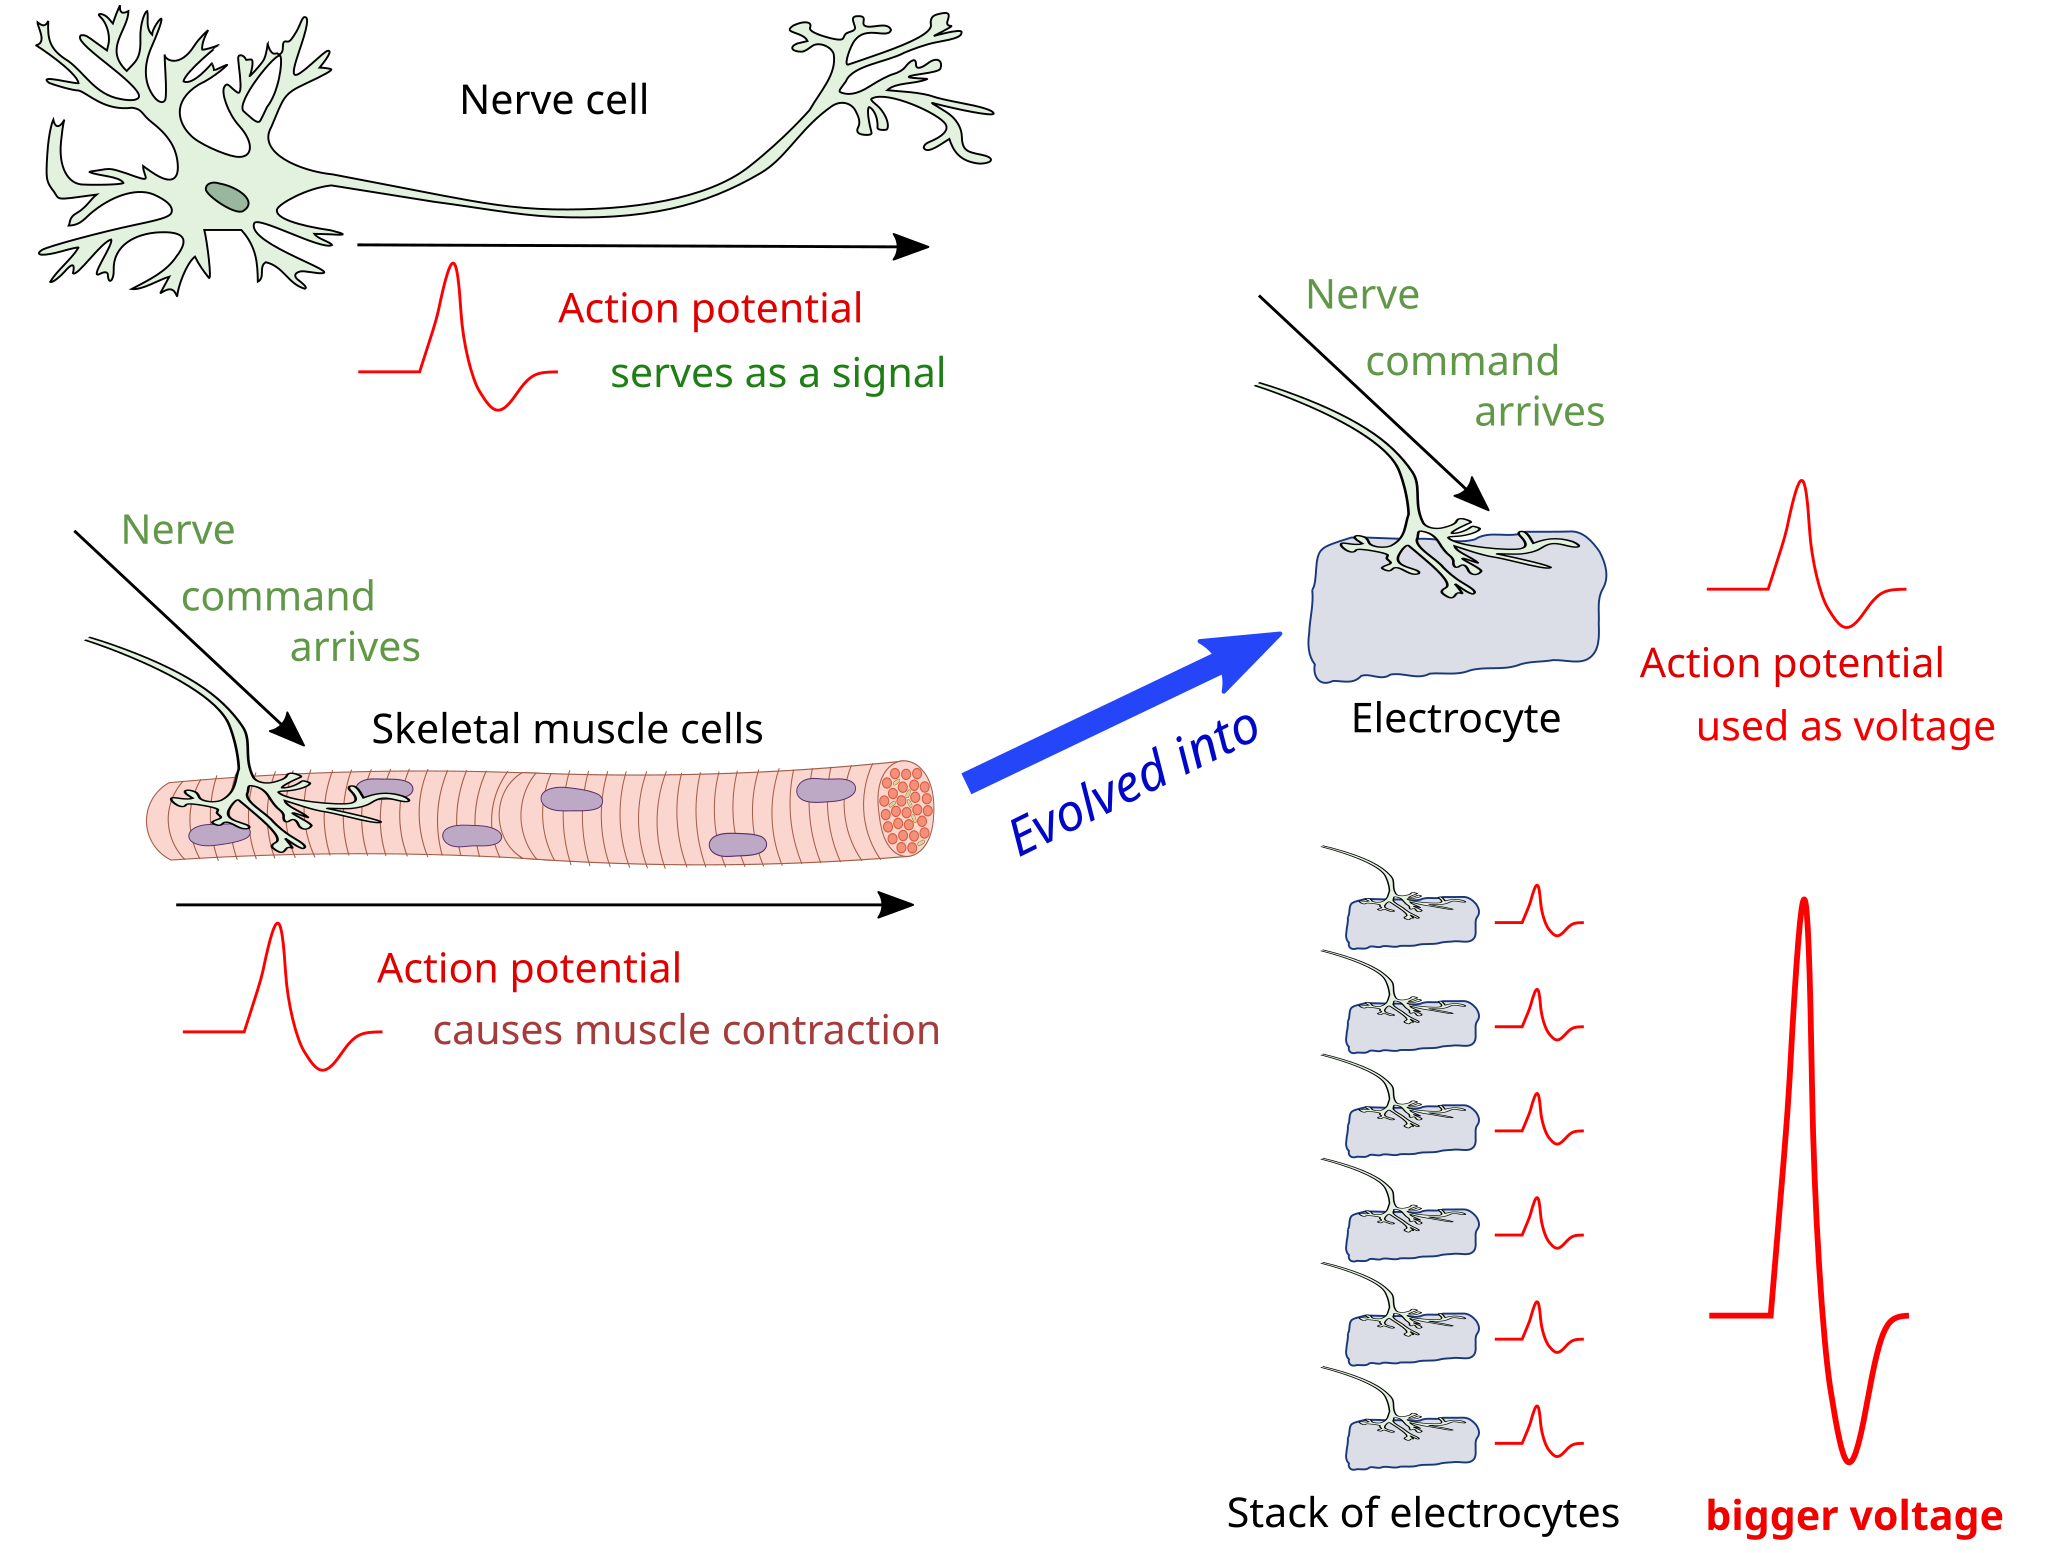 Nerve cell
Action potential
serves as a signal
Nerve
command
arrives
Skeletal muscle cells
Action potential
causes muscle contraction
Evolved into
Nerve
command
arrives
Electrocyte
Action potential
used as voltage
Stack of electrocytes
bigger voltage